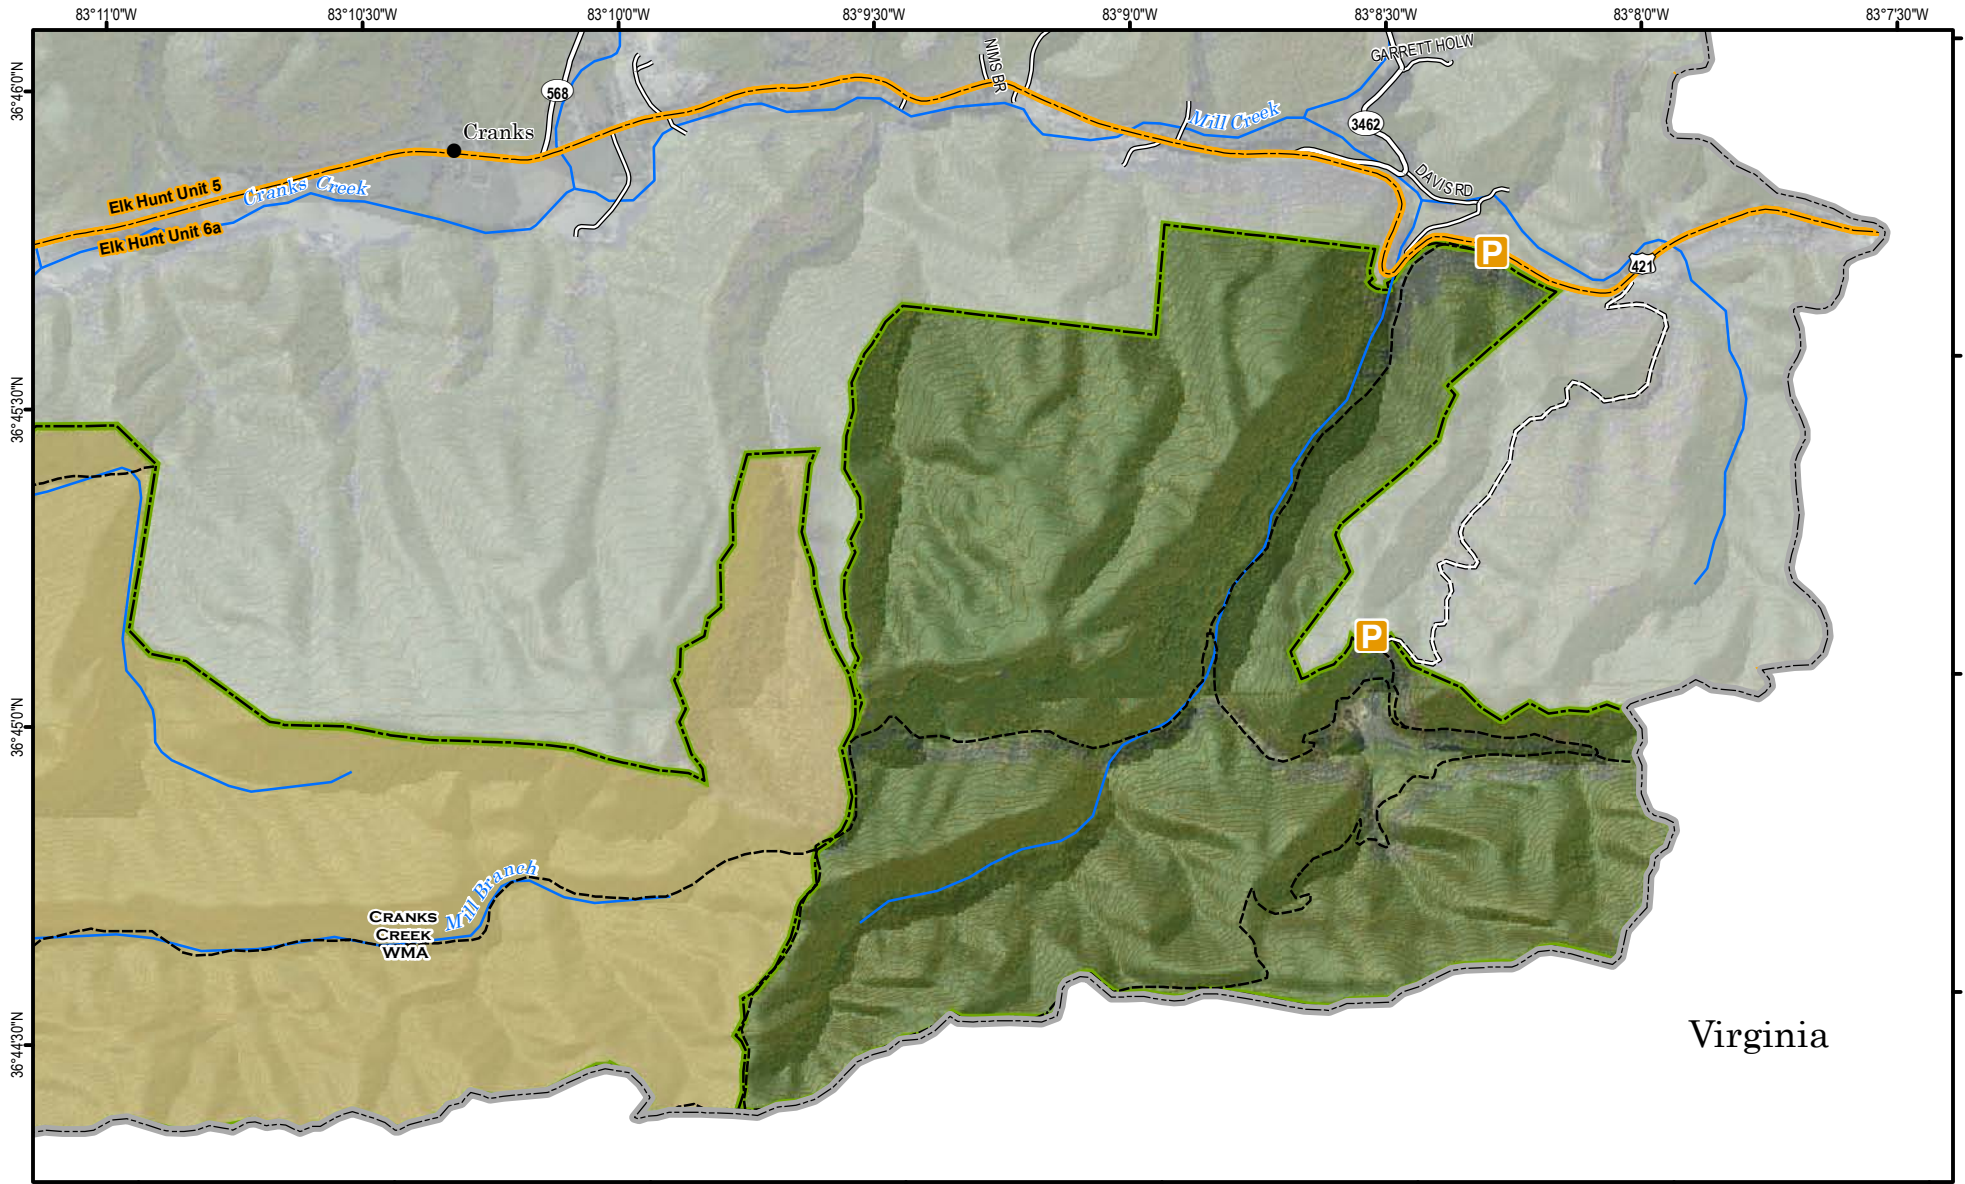 83°11'0"W
83°10'30"W
83°10'0"W
83°9'30"W
83°9'0"W
83°8'30"W
83°8'0"W
83°7'30"W
36°46'0"N
36°45'30"N
36°45'0"N
36°44'30"N
GARRETT HOLW
NIMS BR
568
Cranks
Mill Creek
3462
DAVIS RD
Elk Hunt Unit 5
Cranks Creek
Elk Hunt Unit 6a
P
421
P
Mill Branch
CRANKS
CREEK
WMA
Virginia